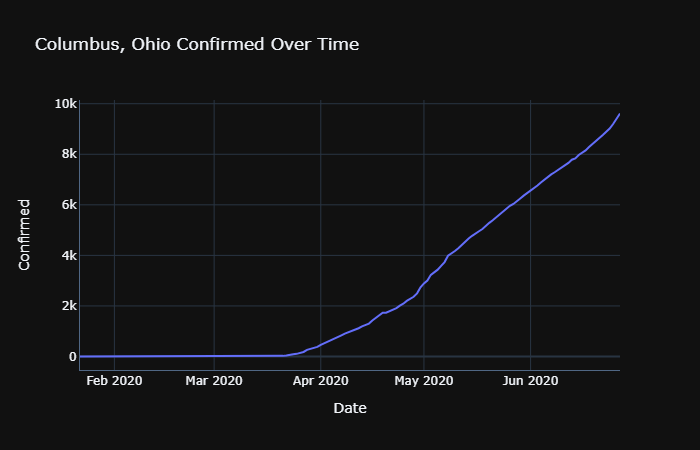 Columbus, Ohio Confirmed Over Time
10k
8k
6k
4k
2k
0
Confirmed
Feb 2020
Mar 2020
Apr 2020
May 2020
Jun 2020
Date